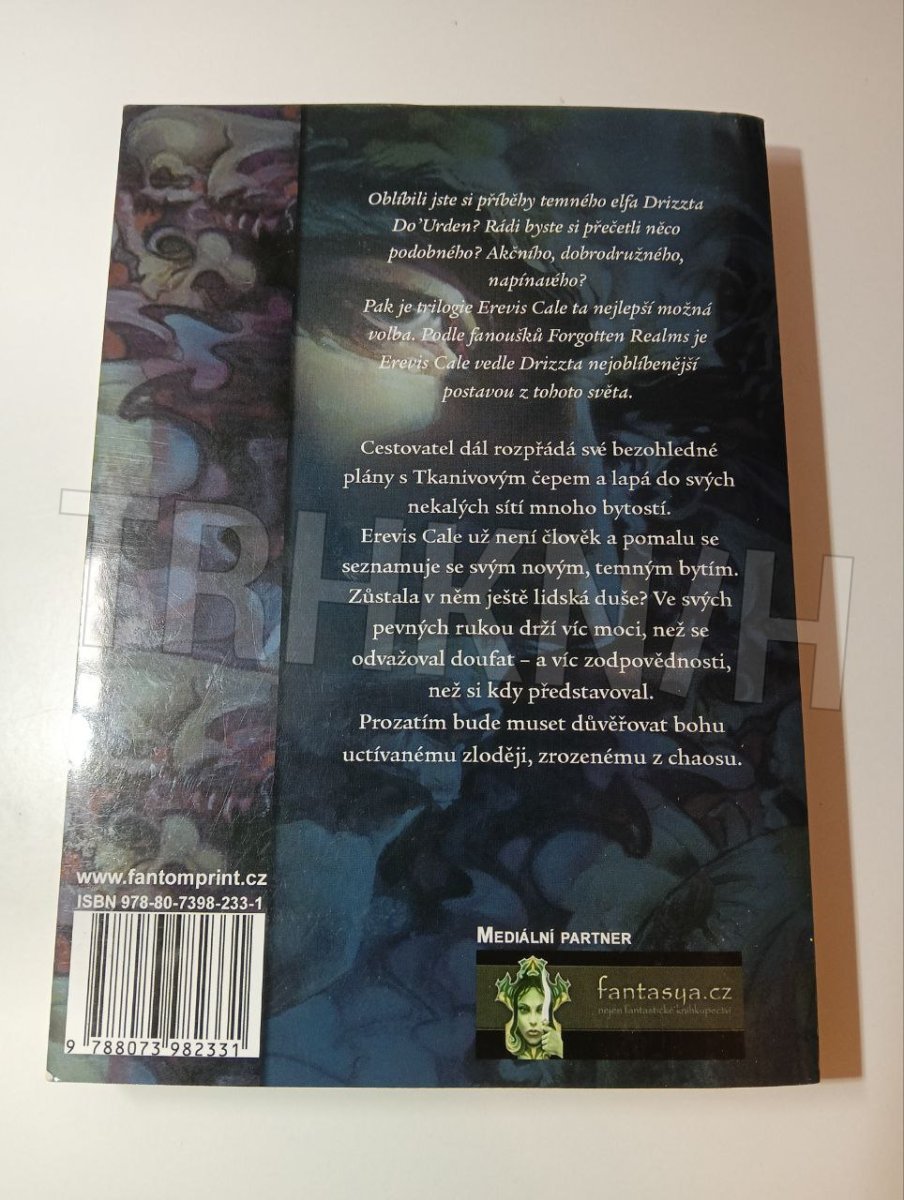 Oblíbili jste si příběhy temného elfa Drizzta
Do'Urden? Rádi byste si přečetli něco
podobného? Akčního, dobrodružného,
napínavého?
Pak je trilogie Erevis Cale ta nejlepší možná
volba. Podle fanoušků Forgotten Realms je
Erevis Cale vedle Drizzta nejoblíbenější
postavou z tohoto světa.
Cestovatel dál rozpřádá své bezohledné
plány s Tkanivovým čepem a lapá do svých
nekalých sítí mnoho bytostí.
Erevis Cale už není člověk a pomalu se
seznamuje se svým novým, temným bytím.
Zůstala v něm ještě lidská duše? Ve svých
pevných rukou drží víc moci, než se
odvažoval doufat – a víc zodpovědnosti,
než si kdy představoval.
Prozatím bude muset důvěřovat bohu
uctívanému zloději, zrozenému z chaosu.
TRHKNIH
www.fantomprint.cz
ISBN 978-80-7398-233-1
9 788073 982331
MEDIÁLNÍ PARTNER
fantasya.cz
nejen fantastické knihkupectví